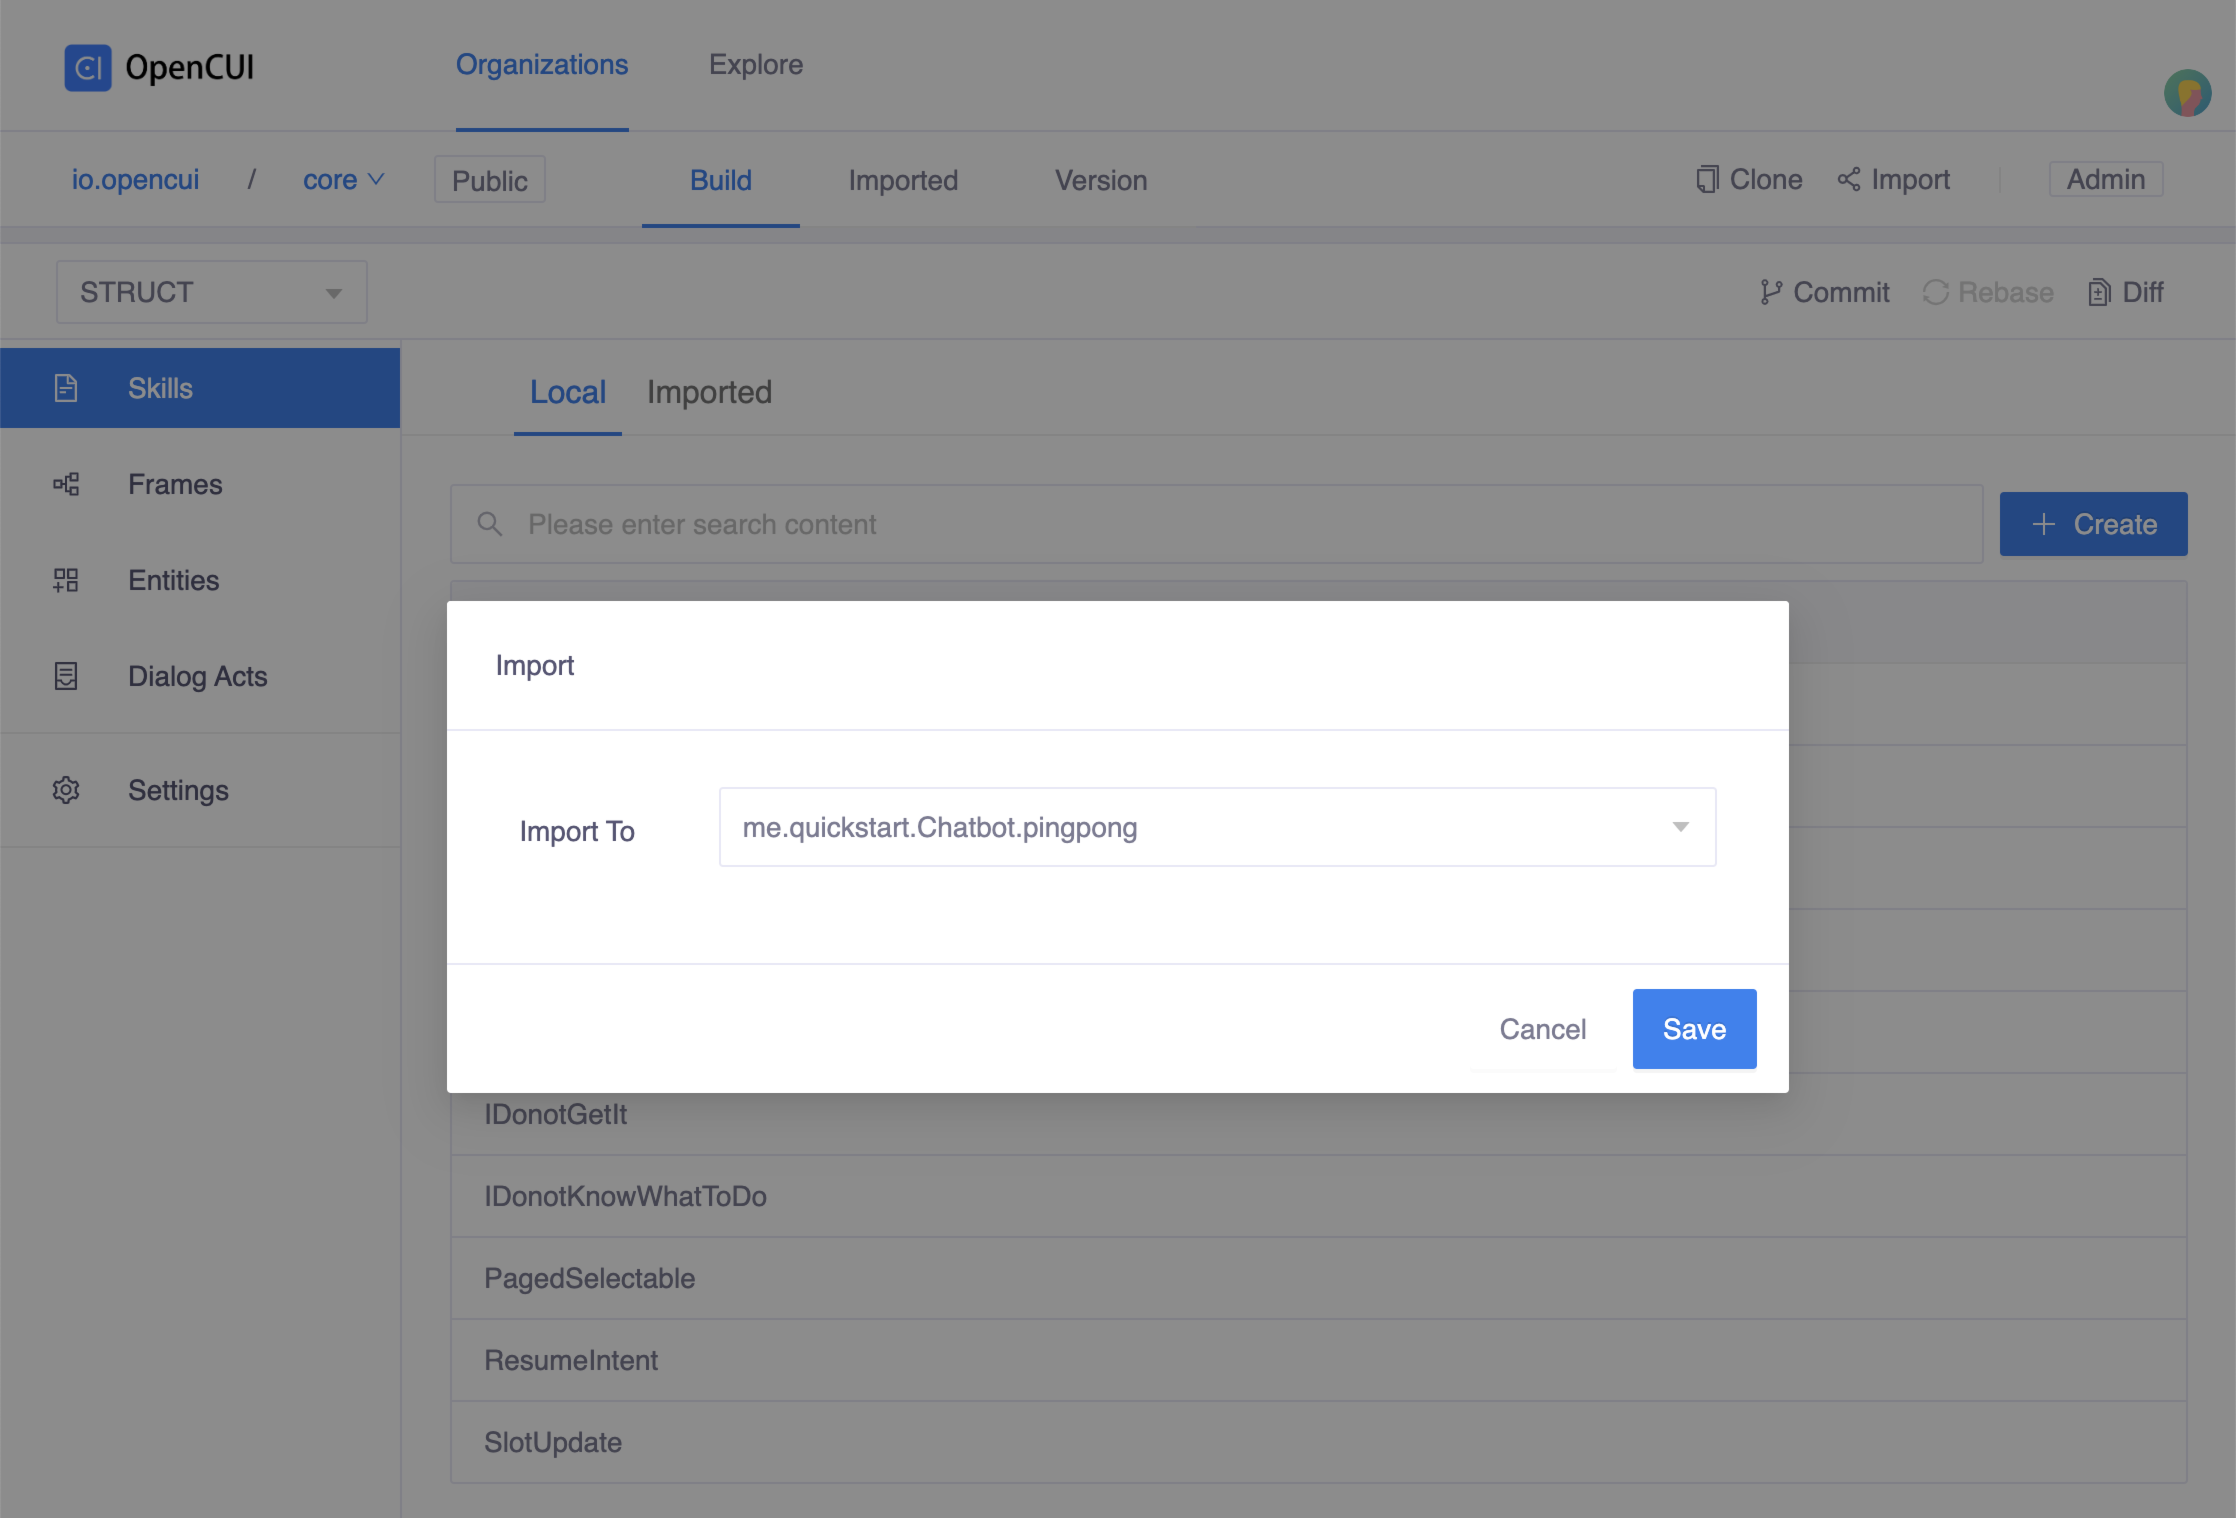 OpenCUI
Organizations
Explore
io.opencui / core
Public
Build
Imported
Version
Clone
Import
Admin
STRUCT
Commit
Rebase
Diff
Skills
Frames
Entities
Dialog Acts
Settings
Local
Imported
Please enter search content
+ Create
Import
Import To
me.quickstart.Chatbot.pingpong
Cancel
Save
IDonotGetIt
IDonotKnowWhatToDo
PagedSelectable
ResumeIntent
SlotUpdate